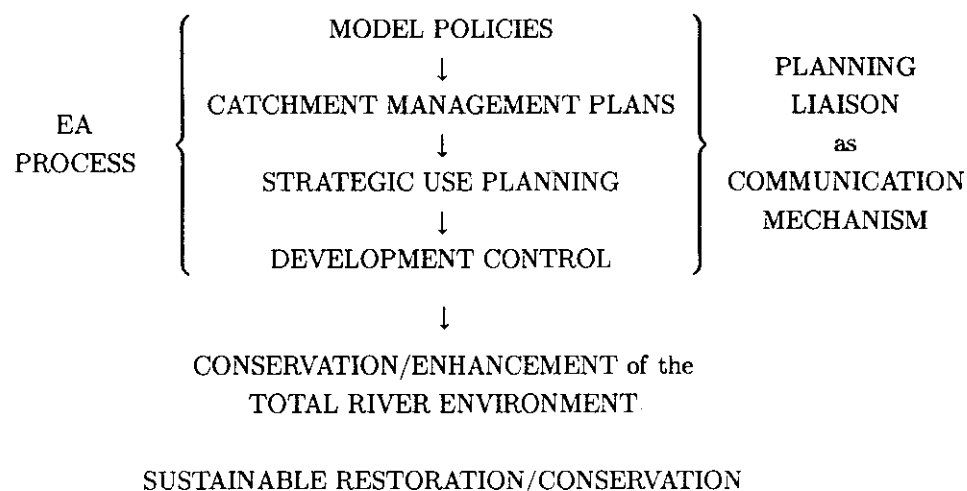 MODEL POLICIES
↓
CATCHMENT MANAGEMENT PLANS
↓
STRATEGIC USE PLANNING
↓
DEVELOPMENT CONTROL
EA
PROCESS
PLANNING
LIAISON
as
COMMUNICATION
MECHANISM
↓
CONSERVATION/ENHANCEMENT of the
TOTAL RIVER ENVIRONMENT
SUSTAINABLE RESTORATION/CONSERVATION